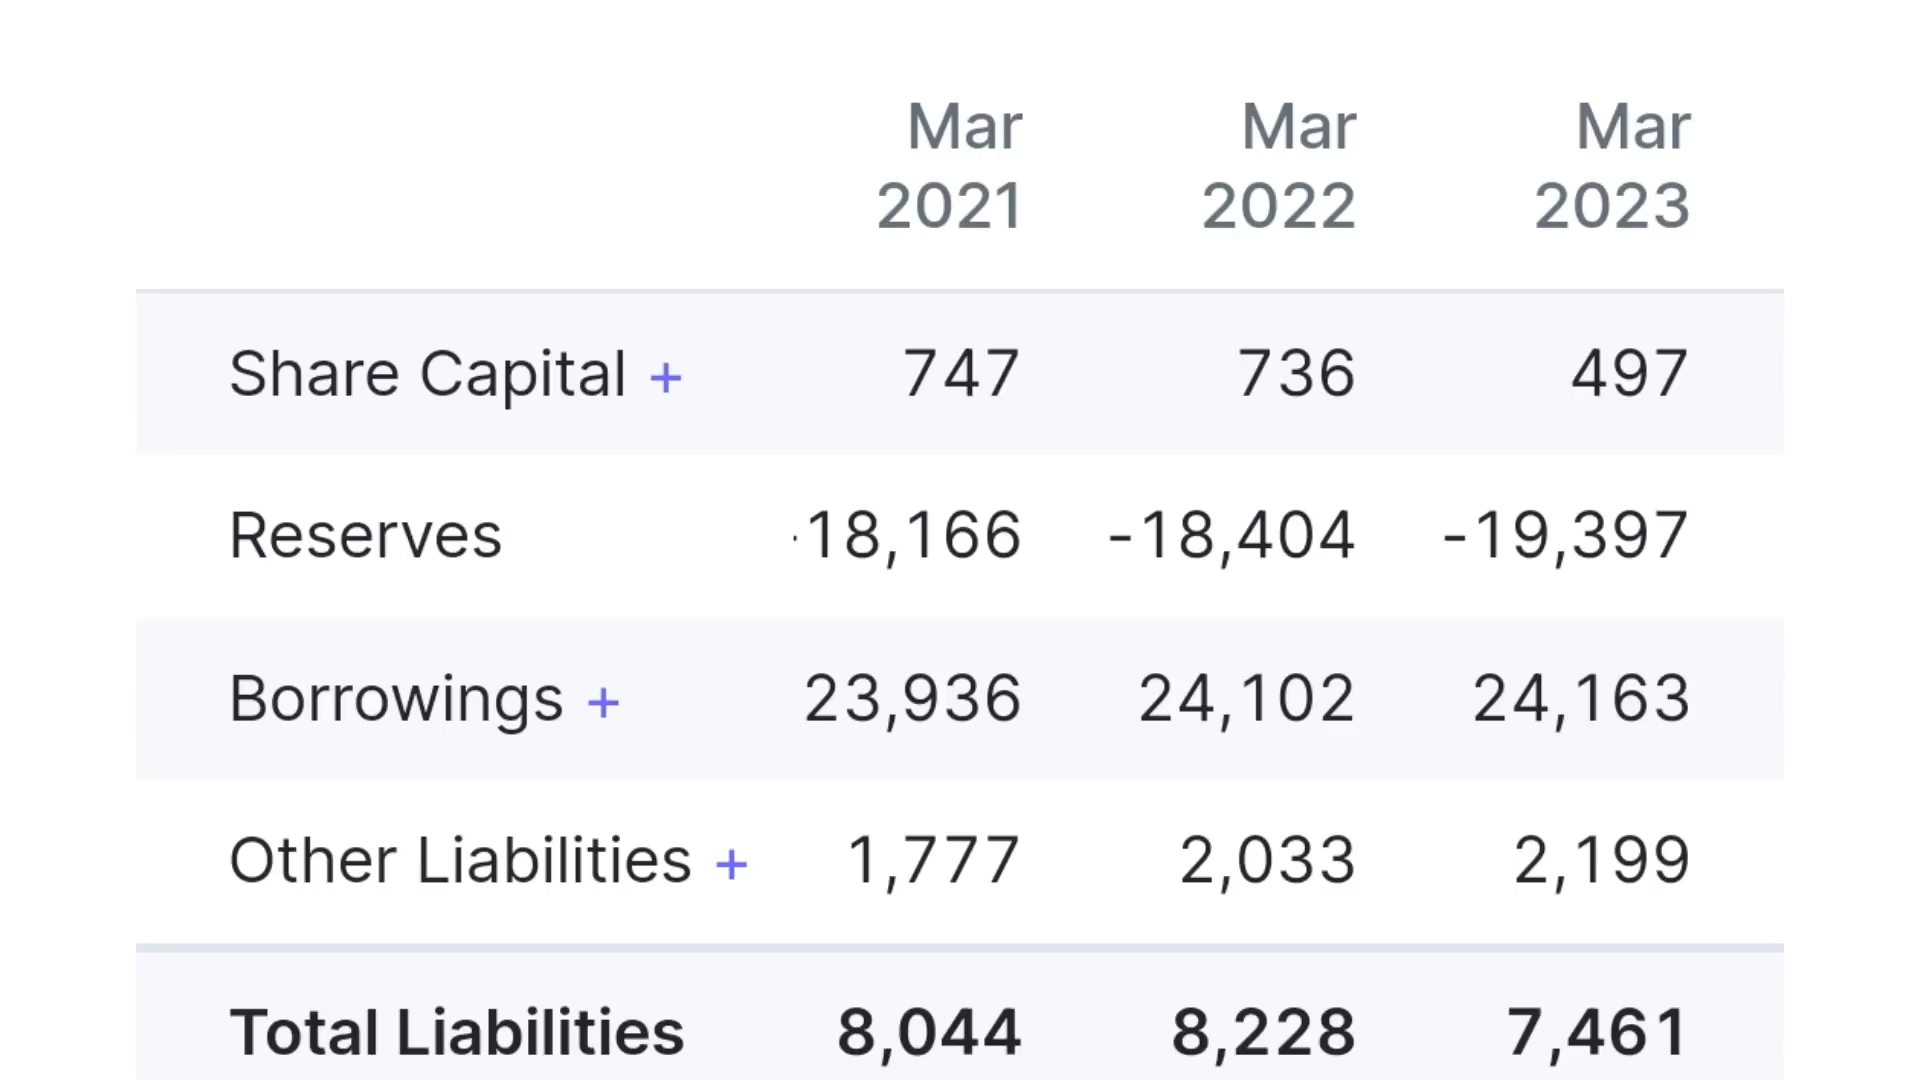 Mar Mar Mar
2021 2022 2023
Share Capital + 747 736 497
Reserves -18,166 -18,404 -19,397
Borrowings + 23,936 24,102 24,163
Other Liabilities + 1,777 2,033 2,199
Total Liabilities 8,044 8,228 7,461